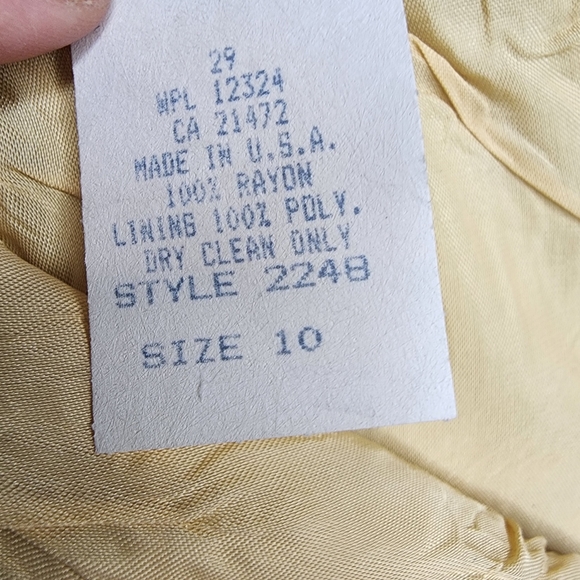 29
WPL 12324
CA 21472
MADE IN U.S.A.
100% RAYON
LINING 100% POLY.
DRY CLEAN ONLY
STYLE 2248
SIZE 10